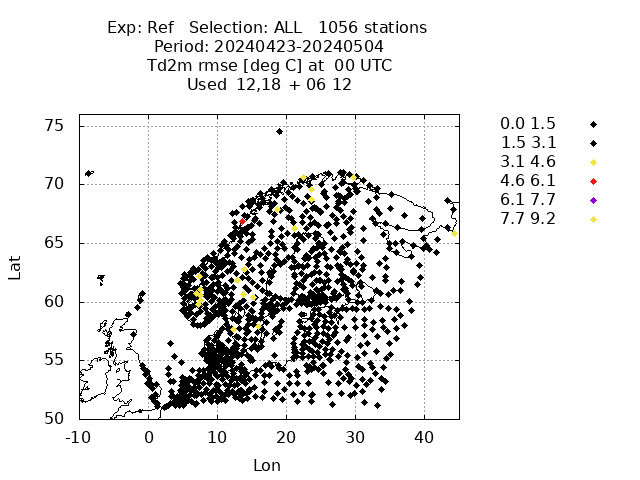 Exp: Ref   Selection: ALL   1056 stations
Period: 20240423-20240504
Td2m rmse [deg C] at  00 UTC
Used  12,18 + 06 12
0.0 1.5
1.5 3.1
3.1 4.6
4.6 6.1
6.1 7.7
7.7 9.2
75
70
65
60
55
50
Lat
-10 0 10 20 30 40
Lon